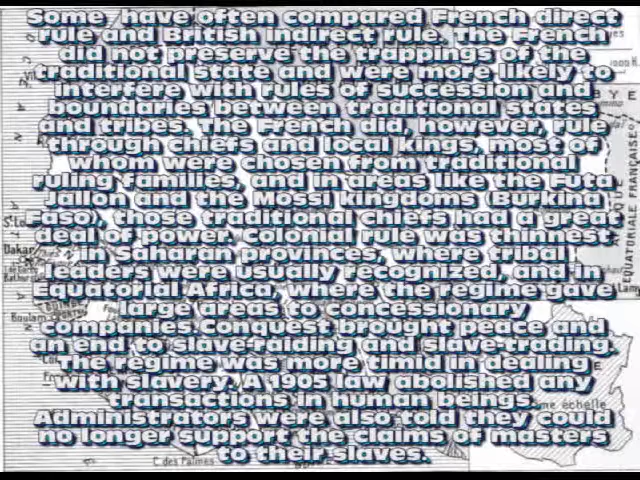 Some have often compared French direct
rule and British indirect rule. The French
did not preserve the trappings of the
traditional state and were more likely to
interfere with rules of succession and
boundaries between traditional states
and tribes. The French did, however, rule
through chiefs and local kings, most of
whom were chosen from traditional
ruling families, and in areas like the Futa
Jallon and the Mossi kingdoms (Burkina
Faso), those traditional chiefs had a great
deal of power. Colonial rule was thinnest
in Saharan provinces, where tribal
leaders were usually recognized, and in
Equatorial Africa, where the regime gave
large areas to concessionary
companies. Conquest brought peace and
an end to slave-raiding and slave-trading.
The regime was more timid in dealing
with slavery. A 1905 law abolished any
transactions in human beings.
Administrators were also told they could
no longer support the claims of masters
to their slaves.
Dakar
C. des Palmes
ÉQUATORIALE FRANÇAISE
même échelle